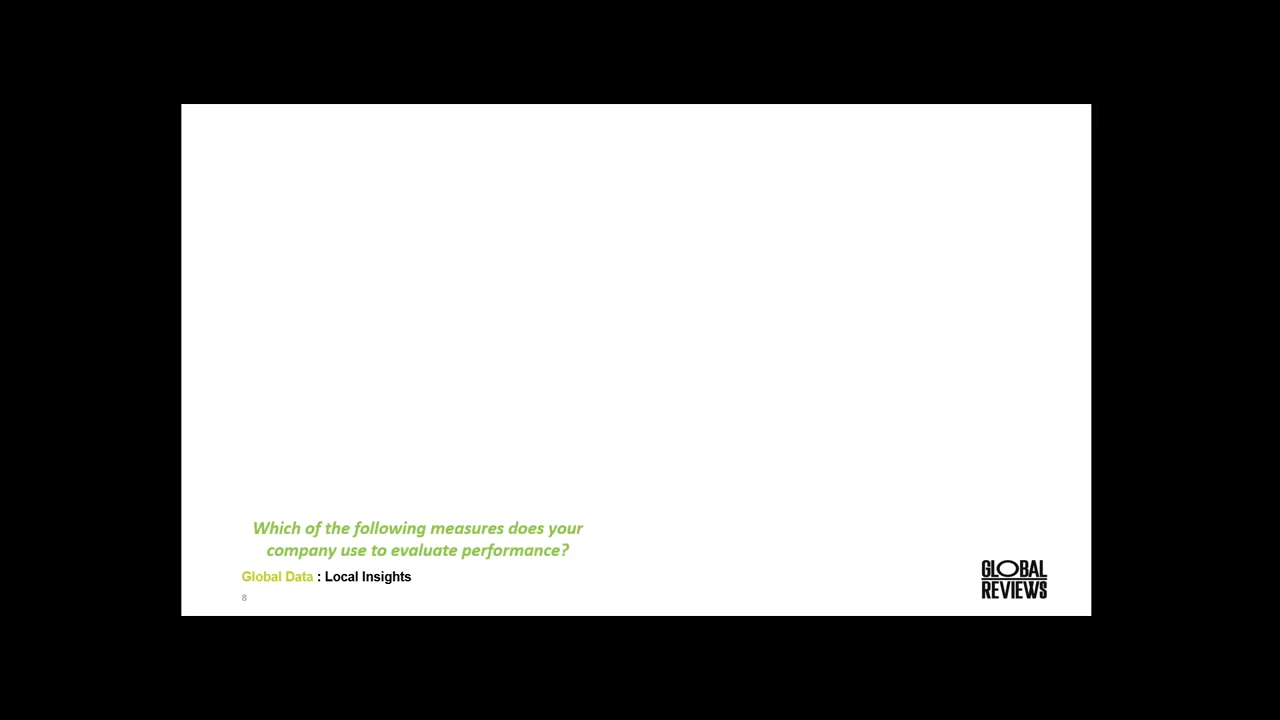 Which of the following measures does your
company use to evaluate performance?
Global Data : Local Insights
8
GLOBAL
REVIEWS